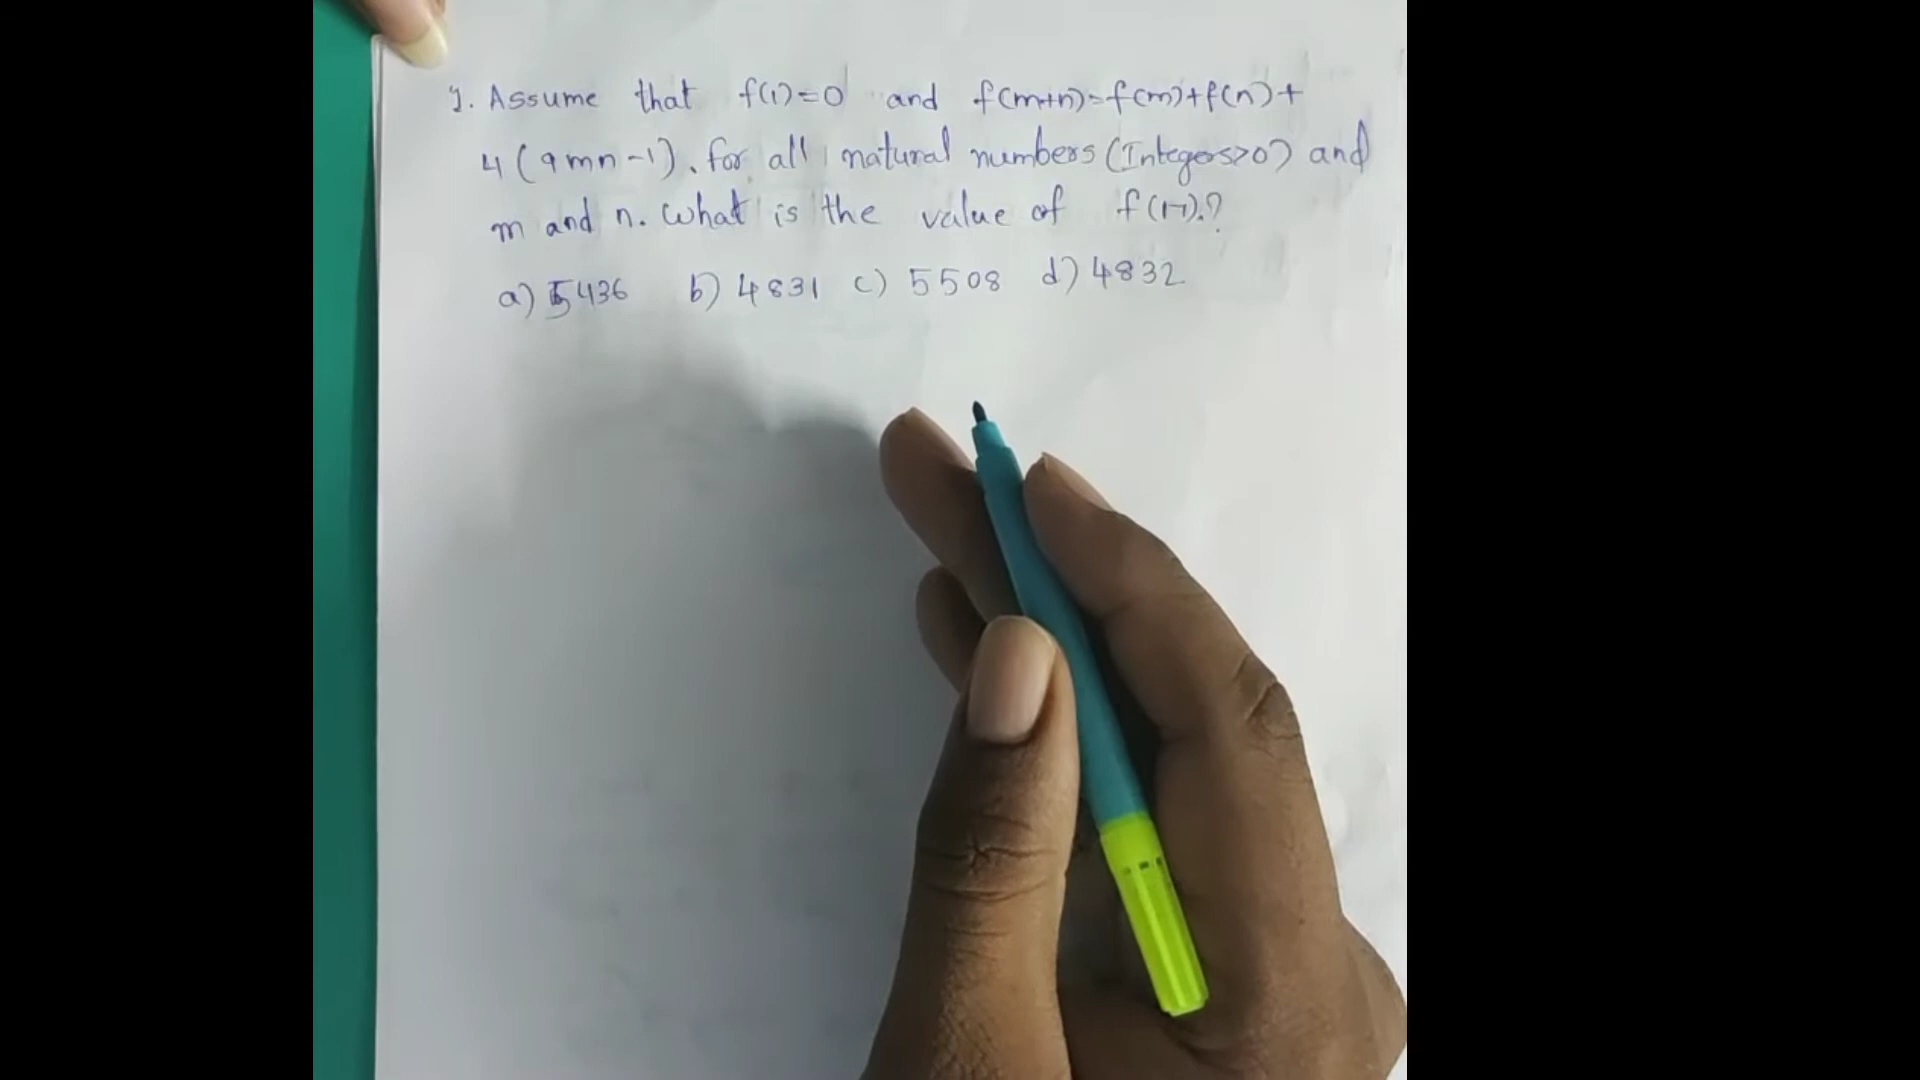 1. Assume that f(1)=0 and f(m+n)=f(m)+f(n)+
4(9mn-1). for all natural numbers (Integers>0) and
m and n. What is the value of f(17).?
a) 5436 b) 4831 c) 5508 d) 4832